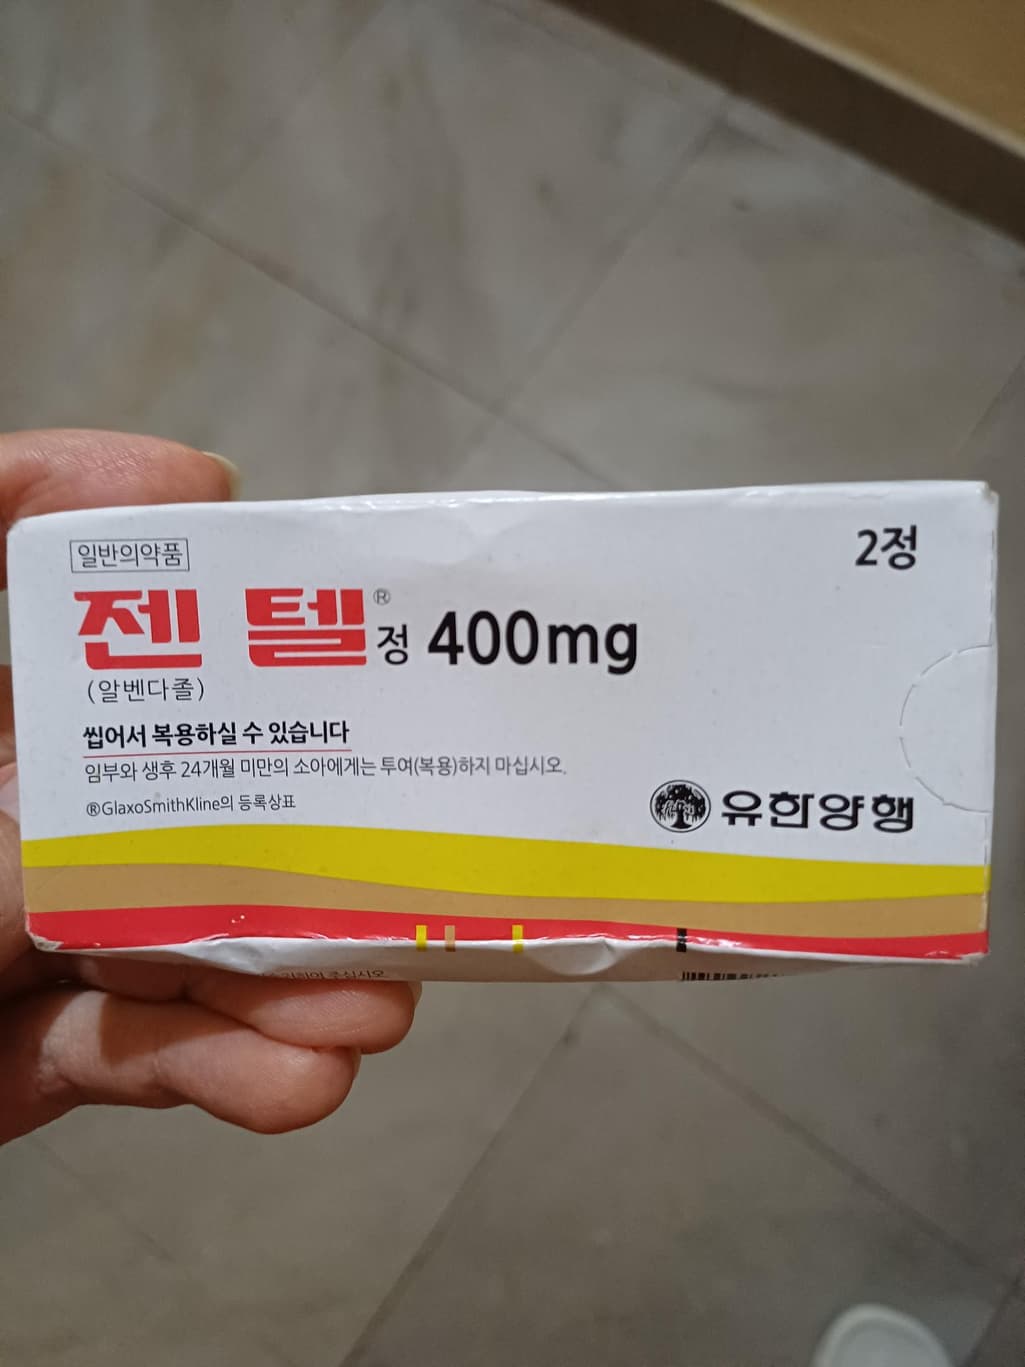 일반의약품
2정
젠텔®정 400mg
(알벤다졸)
씹어서 복용하실 수 있습니다
임부와 생후 24개월 미만의 소아에게는 투여(복용)하지 마십시오.
®GlaxoSmithKline의 등록상표
유한양행
주십시오